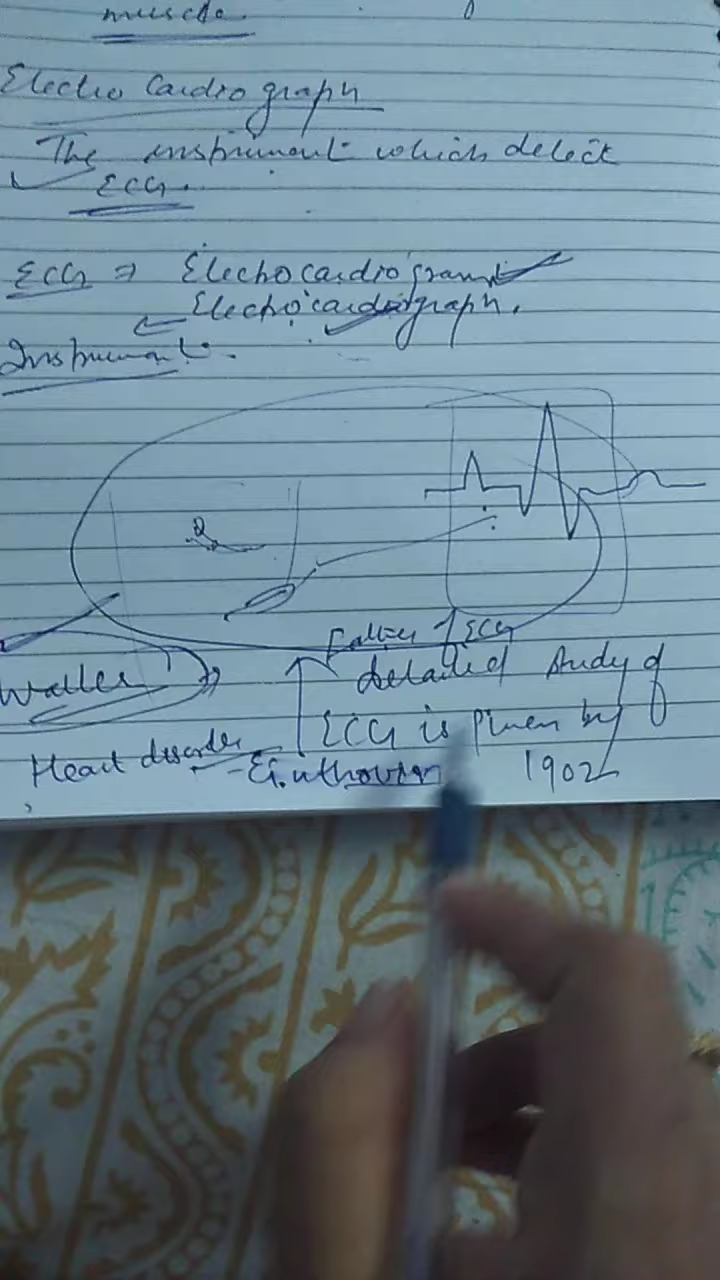 muscle
Electro Cardiograph
The instrument which detect
ECG.
ECG ⇒ Electrocardiogram
Electrocardiograph.
Instrument.
Father of ECG
Waller
detailed study of
ECG is given by
Heart disorder - Einthoven 1902